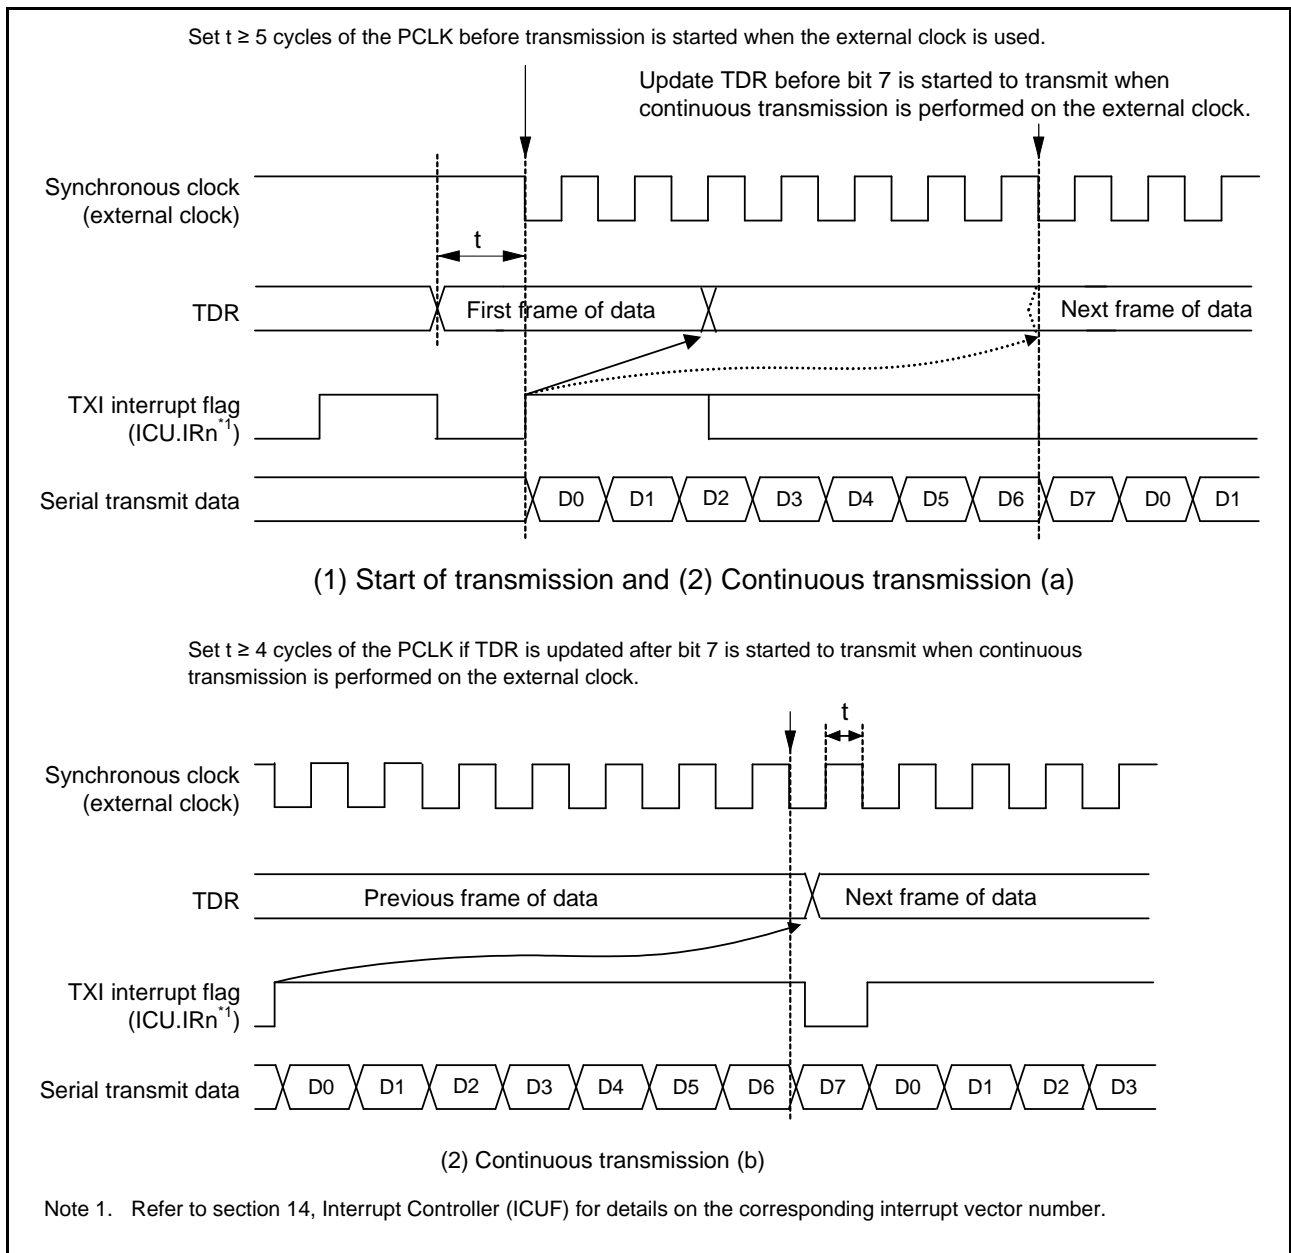 Set t ≥ 5 cycles of the PCLK before transmission is started when the external clock is used.
Update TDR before bit 7 is started to transmit when
continuous transmission is performed on the external clock.
Synchronous clock
(external clock)
t
TDR
First frame of data
Next frame of data
TXI interrupt flag
(ICU.IRn*1)
Serial transmit data
D0 D1 D2 D3 D4 D5 D6 D7 D0 D1
(1) Start of transmission and (2) Continuous transmission (a)
Set t ≥ 4 cycles of the PCLK if TDR is updated after bit 7 is started to transmit when continuous
transmission is performed on the external clock.
t
Synchronous clock
(external clock)
TDR
Previous frame of data
Next frame of data
TXI interrupt flag
(ICU.IRn*1)
Serial transmit data
D0 D1 D2 D3 D4 D5 D6 D7 D0 D1 D2 D3
(2) Continuous transmission (b)
Note 1. Refer to section 14, Interrupt Controller (ICUF) for details on the corresponding interrupt vector number.